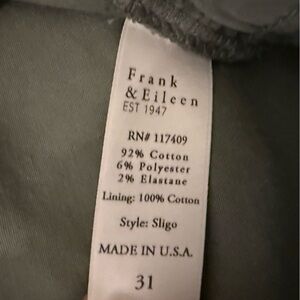 Frank
& Eileen
EST 1947
RN# 117409
92% Cotton
6% Polyester
2% Elastane
Lining: 100% Cotton
Style: Sligo
MADE IN U.S.A.
31